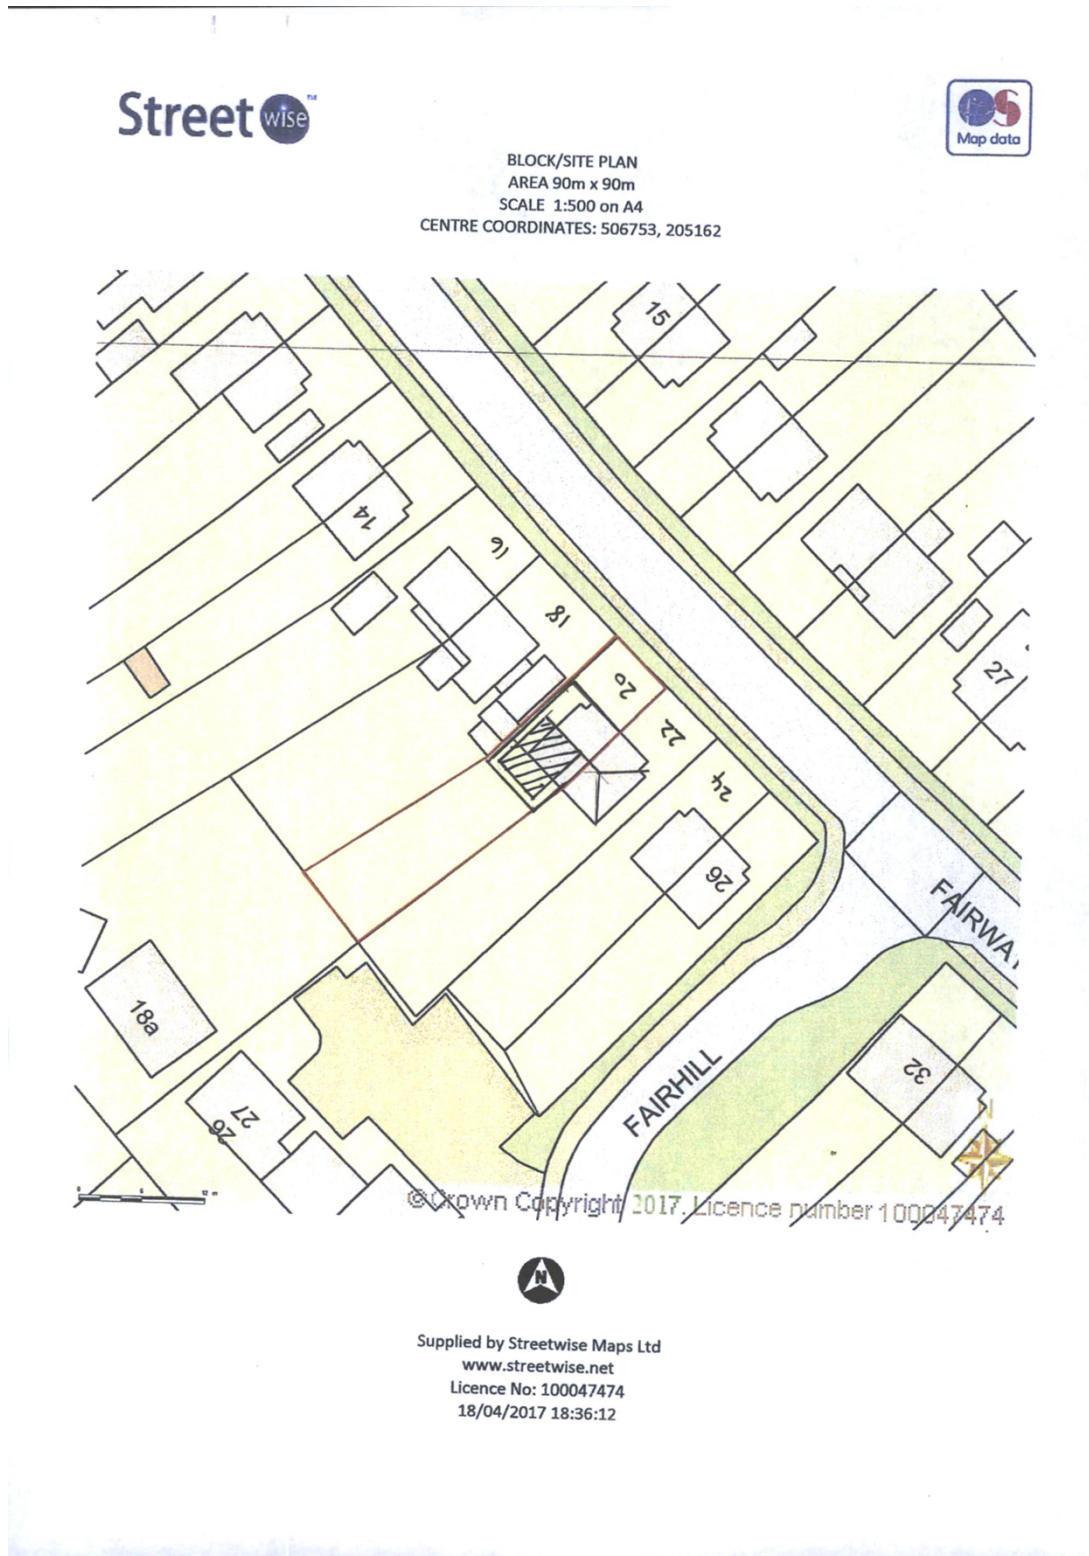 Streetwise™
OS
Map data
BLOCK/SITE PLAN
AREA 90m x 90m
SCALE 1:500 on A4
CENTRE COORDINATES: 506753, 205162
15
14
16
18
20
27
22
24
26
FAIRWA
18a
FAIRHILL
32
27
26
N
©Crown Copyright 2017. Licence number 100047474
N
Supplied by Streetwise Maps Ltd
www.streetwise.net
Licence No: 100047474
18/04/2017 18:36:12